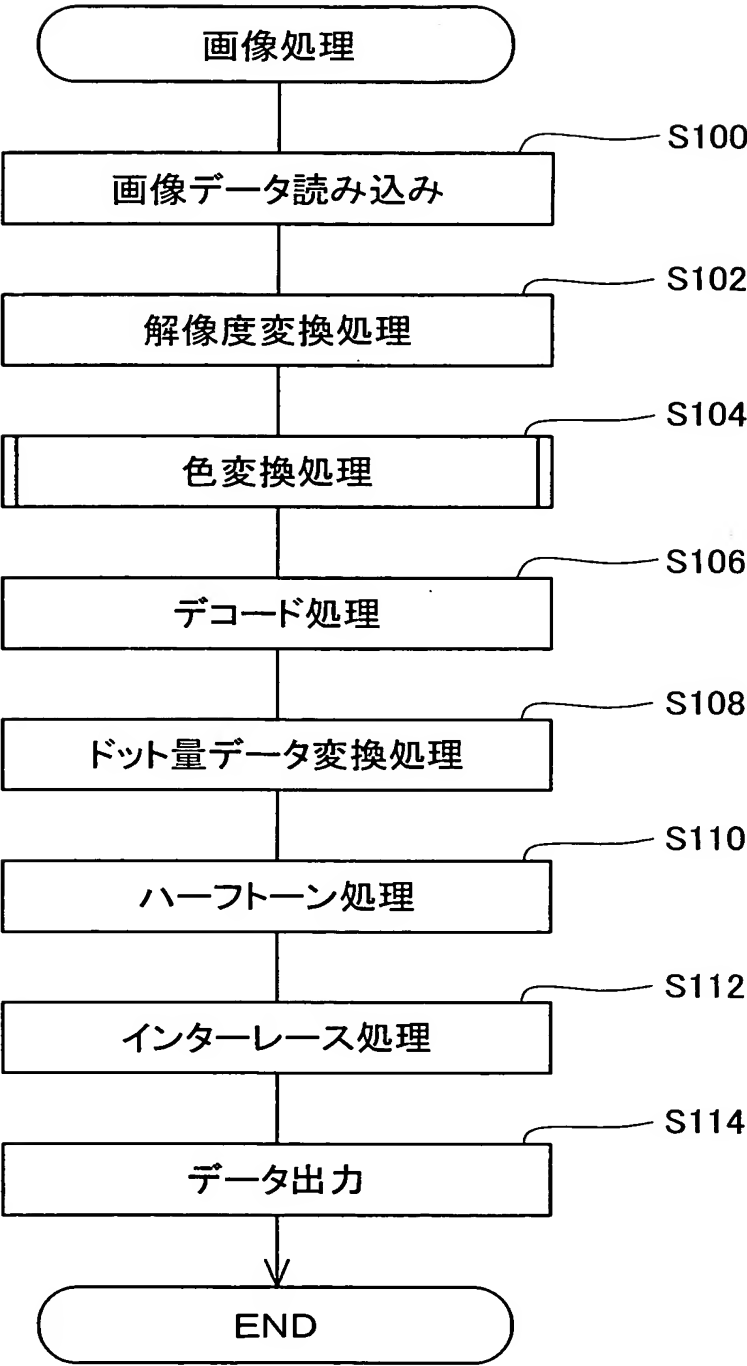 画像処理
S100
画像データ読み込み
S102
解像度変換処理
S104
色変換処理
S106
デコード処理
S108
ドット量データ変換処理
S110
ハーフトーン処理
S112
インターレース処理
S114
データ出力
END